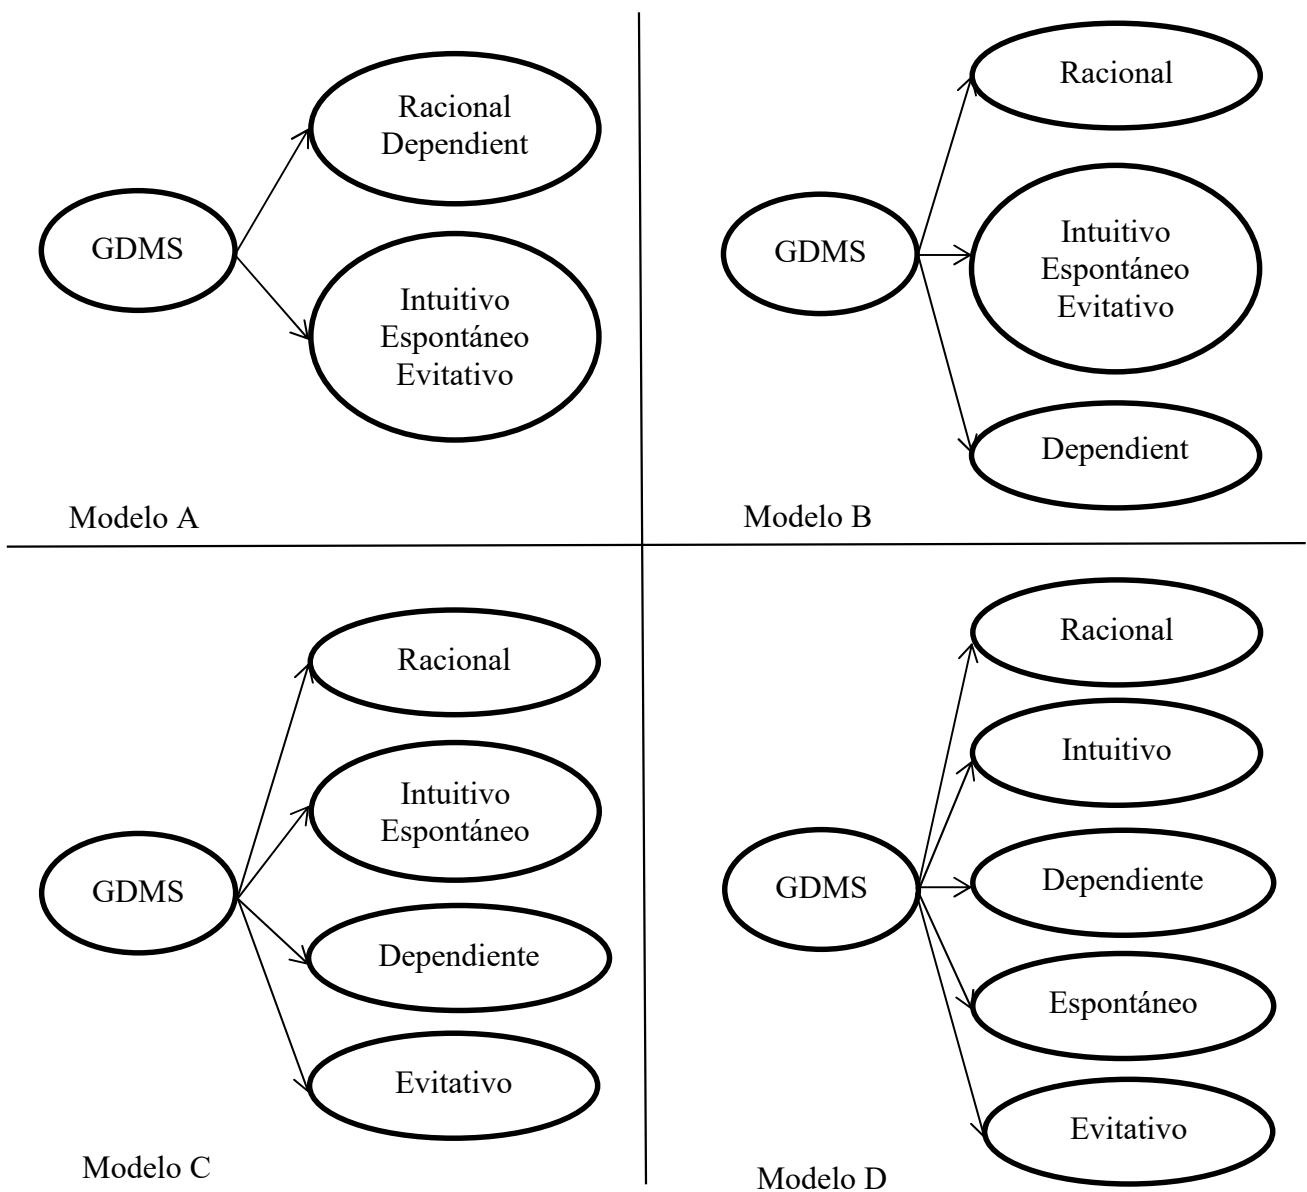 Racional
Dependient
GDMS
Intuitivo
Espontáneo
Evitativo
Modelo A
Racional
GDMS
Intuitivo
Espontáneo
Evitativo
Dependient
Modelo B
Racional
Intuitivo
Espontáneo
GDMS
Dependiente
Evitativo
Modelo C
Racional
Intuitivo
GDMS
Dependiente
Espontáneo
Evitativo
Modelo D